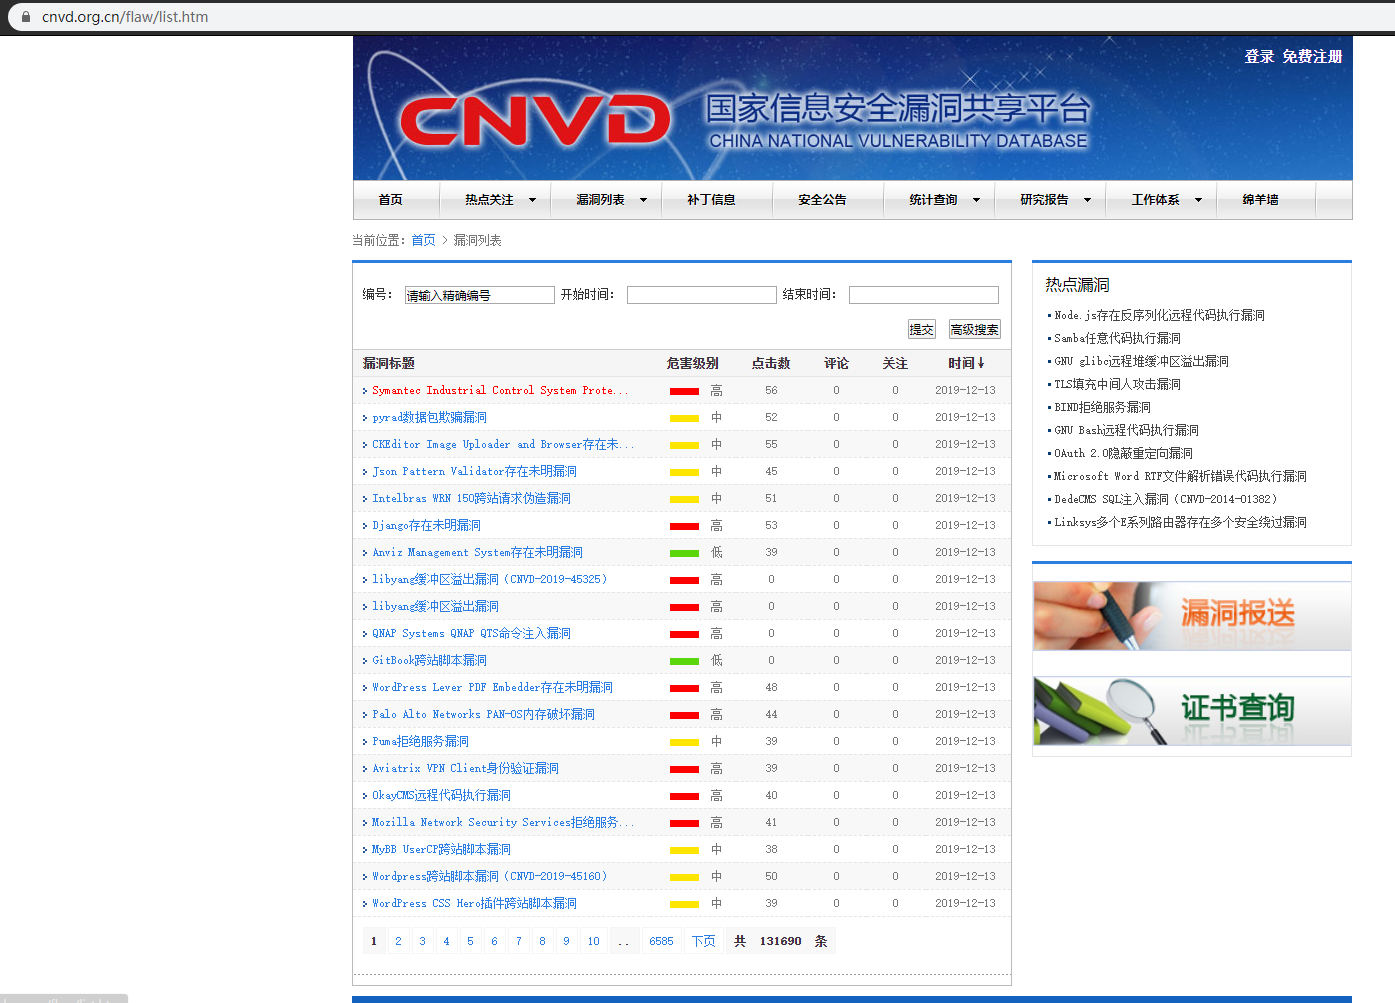 cnvd.org.cn/flaw/list.htm
登录 免费注册
CNVD 国家信息安全漏洞共享平台
CHINA NATIONAL VULNERABILITY DATABASE
首页 热点关注 漏洞列表 补丁信息 安全公告 统计查询 研究报告 工作体系 绵羊墙
当前位置：首页 > 漏洞列表
编号： 请输入精确编号 开始时间： 结束时间：
提交 高级搜索
漏洞标题 危害级别 点击数 评论 关注 时间↓
Symantec Industrial Control System Prote... 高 56 0 0 2019-12-13
pyrad数据包欺骗漏洞 中 52 0 0 2019-12-13
CKEditor Image Uploader and Browser存在未... 中 55 0 0 2019-12-13
Json Pattern Validator存在未明漏洞 中 45 0 0 2019-12-13
Intelbras WRN 150跨站请求伪造漏洞 中 51 0 0 2019-12-13
Django存在未明漏洞 高 53 0 0 2019-12-13
Anviz Management System存在未明漏洞 低 39 0 0 2019-12-13
libyang缓冲区溢出漏洞（CNVD-2019-45325） 高 0 0 0 2019-12-13
libyang缓冲区溢出漏洞 高 0 0 0 2019-12-13
QNAP Systems QNAP QTS命令注入漏洞 高 0 0 0 2019-12-13
GitBook跨站脚本漏洞 低 0 0 0 2019-12-13
WordPress Lever PDF Embedder存在未明漏洞 高 48 0 0 2019-12-13
Palo Alto Networks PAN-OS内存破坏漏洞 高 44 0 0 2019-12-13
Puma拒绝服务漏洞 中 39 0 0 2019-12-13
Aviatrix VPN Client身份验证漏洞 高 39 0 0 2019-12-13
OkayCMS远程代码执行漏洞 高 40 0 0 2019-12-13
Mozilla Network Security Services拒绝服务... 高 41 0 0 2019-12-13
MyBB UserCP跨站脚本漏洞 中 38 0 0 2019-12-13
Wordpress跨站脚本漏洞（CNVD-2019-45160） 中 50 0 0 2019-12-13
WordPress CSS Hero插件跨站脚本漏洞 中 39 0 0 2019-12-13
1 2 3 4 5 6 7 8 9 10 .. 6585 下页 共 131690 条
热点漏洞
Node.js存在反序列化远程代码执行漏洞
Samba任意代码执行漏洞
GNU glibc远程堆缓冲区溢出漏洞
TLS填充中间人攻击漏洞
BIND拒绝服务漏洞
GNU Bash远程代码执行漏洞
OAuth 2.0隐蔽重定向漏洞
Microsoft Word RTF文件解析错误代码执行漏洞
DedeCMS SQL注入漏洞（CNVD-2014-01382）
Linksys多个E系列路由器存在多个安全绕过漏洞
漏洞报送
证书查询